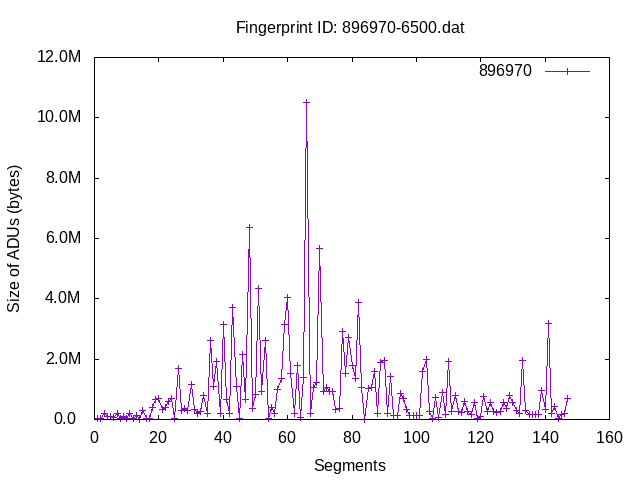 Fingerprint ID: 896970-6500.dat
12.0M
896970
10.0M
8.0M
6.0M
4.0M
2.0M
0.0
Size of ADUs (bytes)
0 20 40 60 80 100 120 140 160
Segments